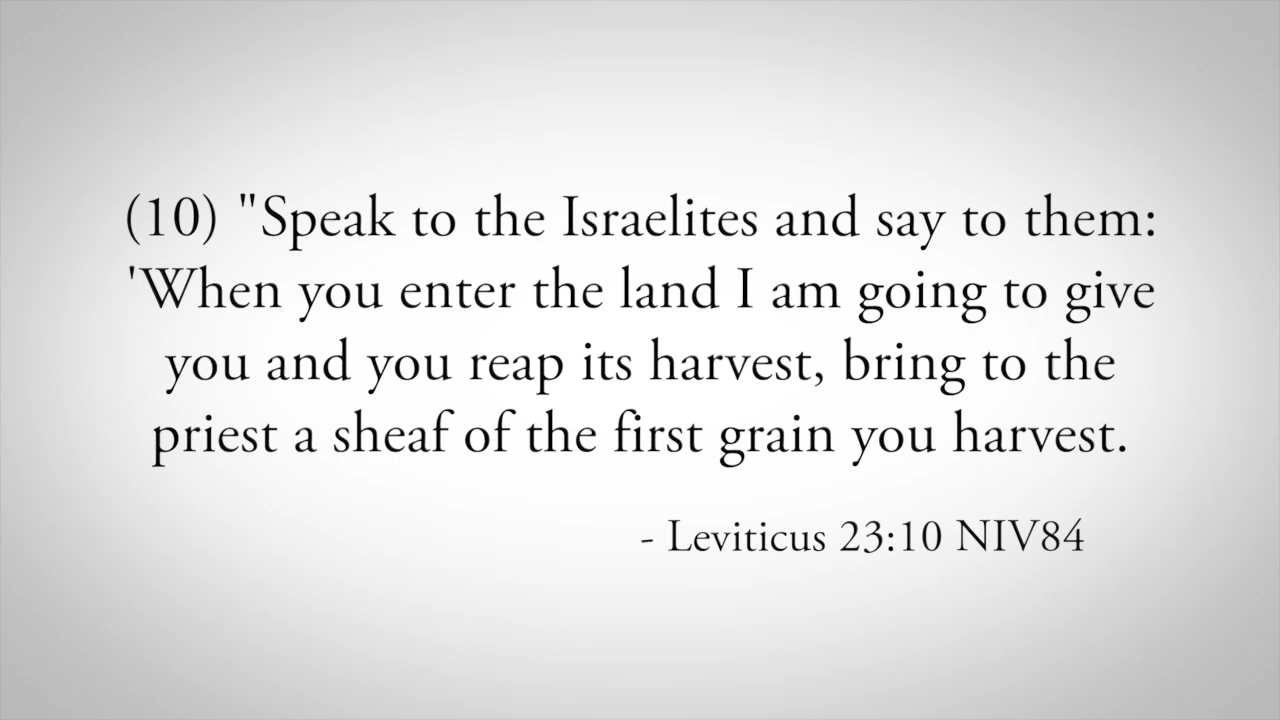 (10) "Speak to the Israelites and say to them:
'When you enter the land I am going to give
you and you reap its harvest, bring to the
priest a sheaf of the first grain you harvest.
- Leviticus 23:10 NIV84